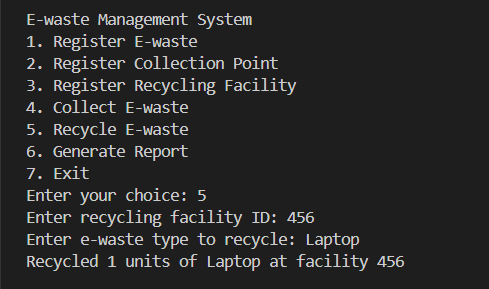 E-waste Management System
1. Register E-waste
2. Register Collection Point
3. Register Recycling Facility
4. Collect E-waste
5. Recycle E-waste
6. Generate Report
7. Exit
Enter your choice: 5
Enter recycling facility ID: 456
Enter e-waste type to recycle: Laptop
Recycled 1 units of Laptop at facility 456